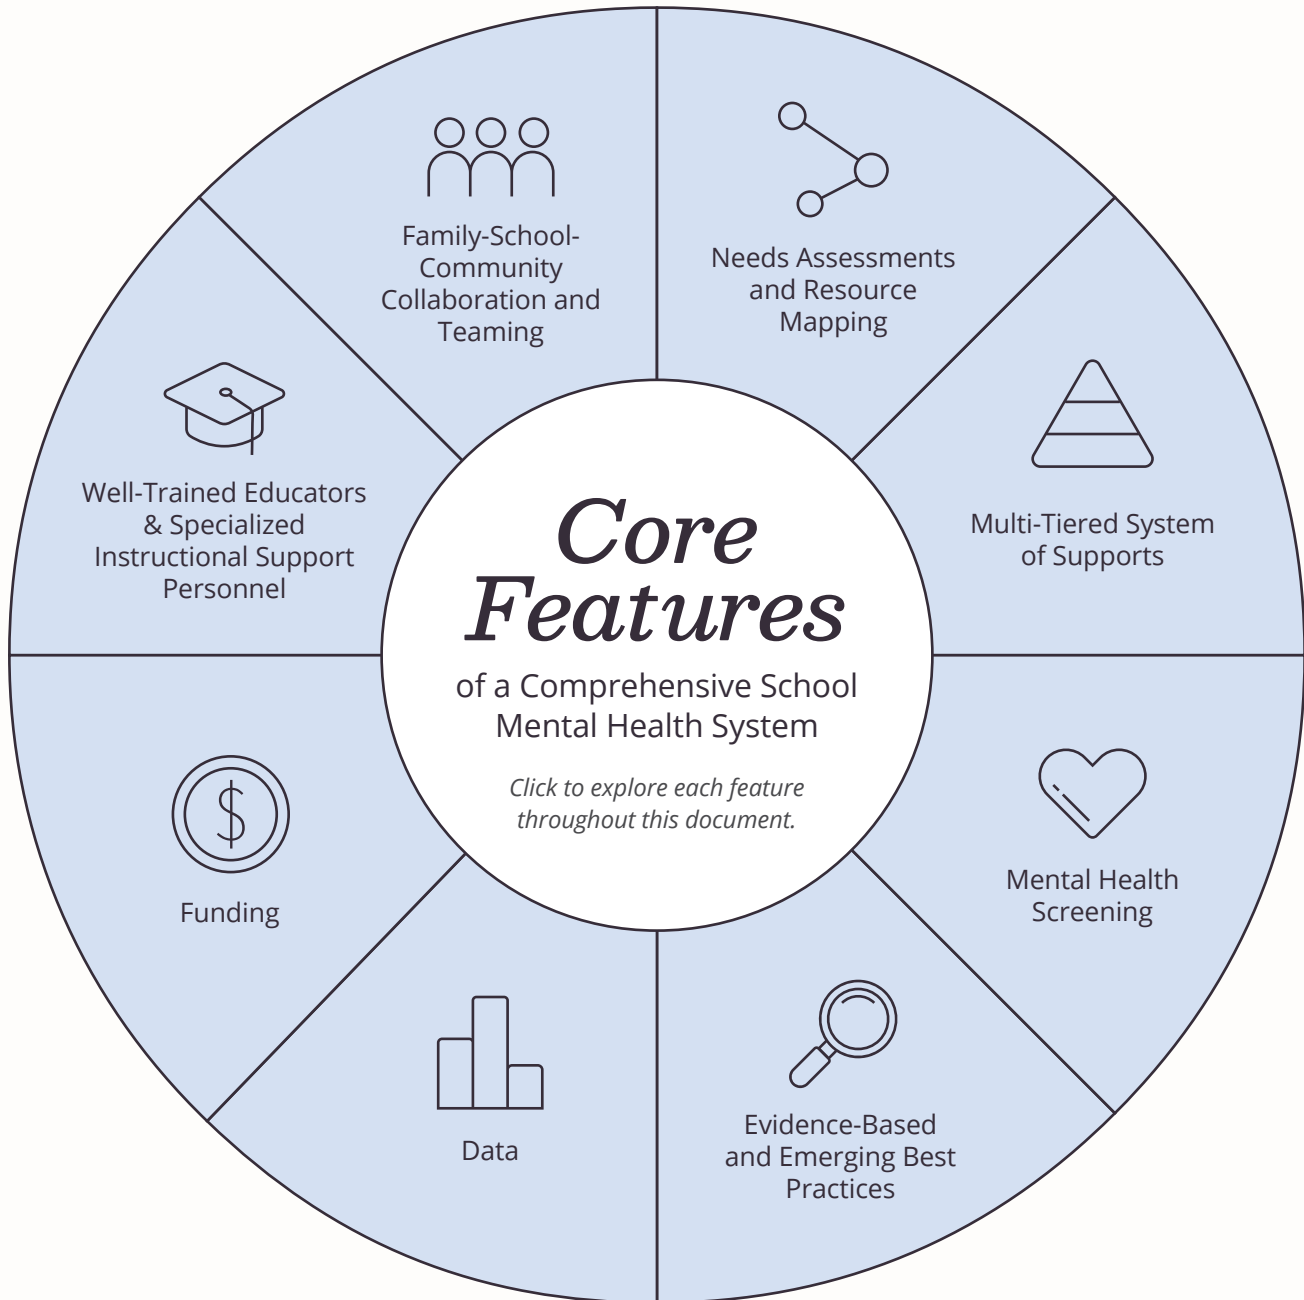 Core
Features
of a Comprehensive School
Mental Health System
Click to explore each feature
throughout this document.
Family-School-
Community
Collaboration and
Teaming
Needs Assessments
and Resource
Mapping
Multi-Tiered System
of Supports
Mental Health
Screening
Evidence-Based
and Emerging Best
Practices
Data
Funding
Well-Trained Educators
& Specialized
Instructional Support
Personnel
$